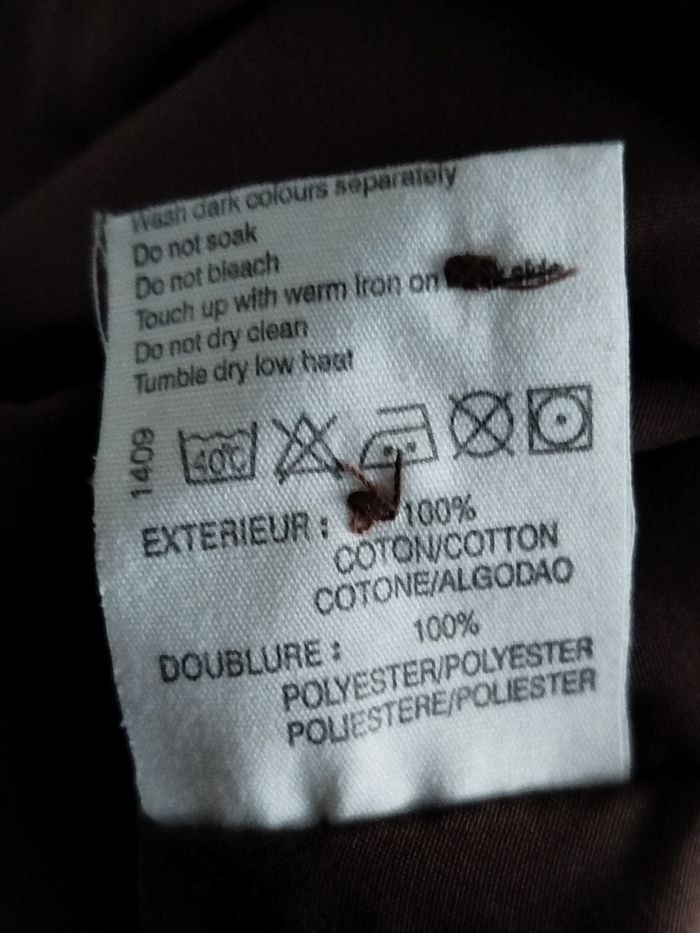 Wash dark colours separately
Do not soak
Do not bleach
Touch up with warm iron on side
Do not dry clean
Tumble dry low heat
1409
40°C
EXTERIEUR : 100%
COTON/COTTON
COTONE/ALGODAO
DOUBLURE : 100%
POLYESTER/POLYESTER
POLIESTERE/POLIESTER